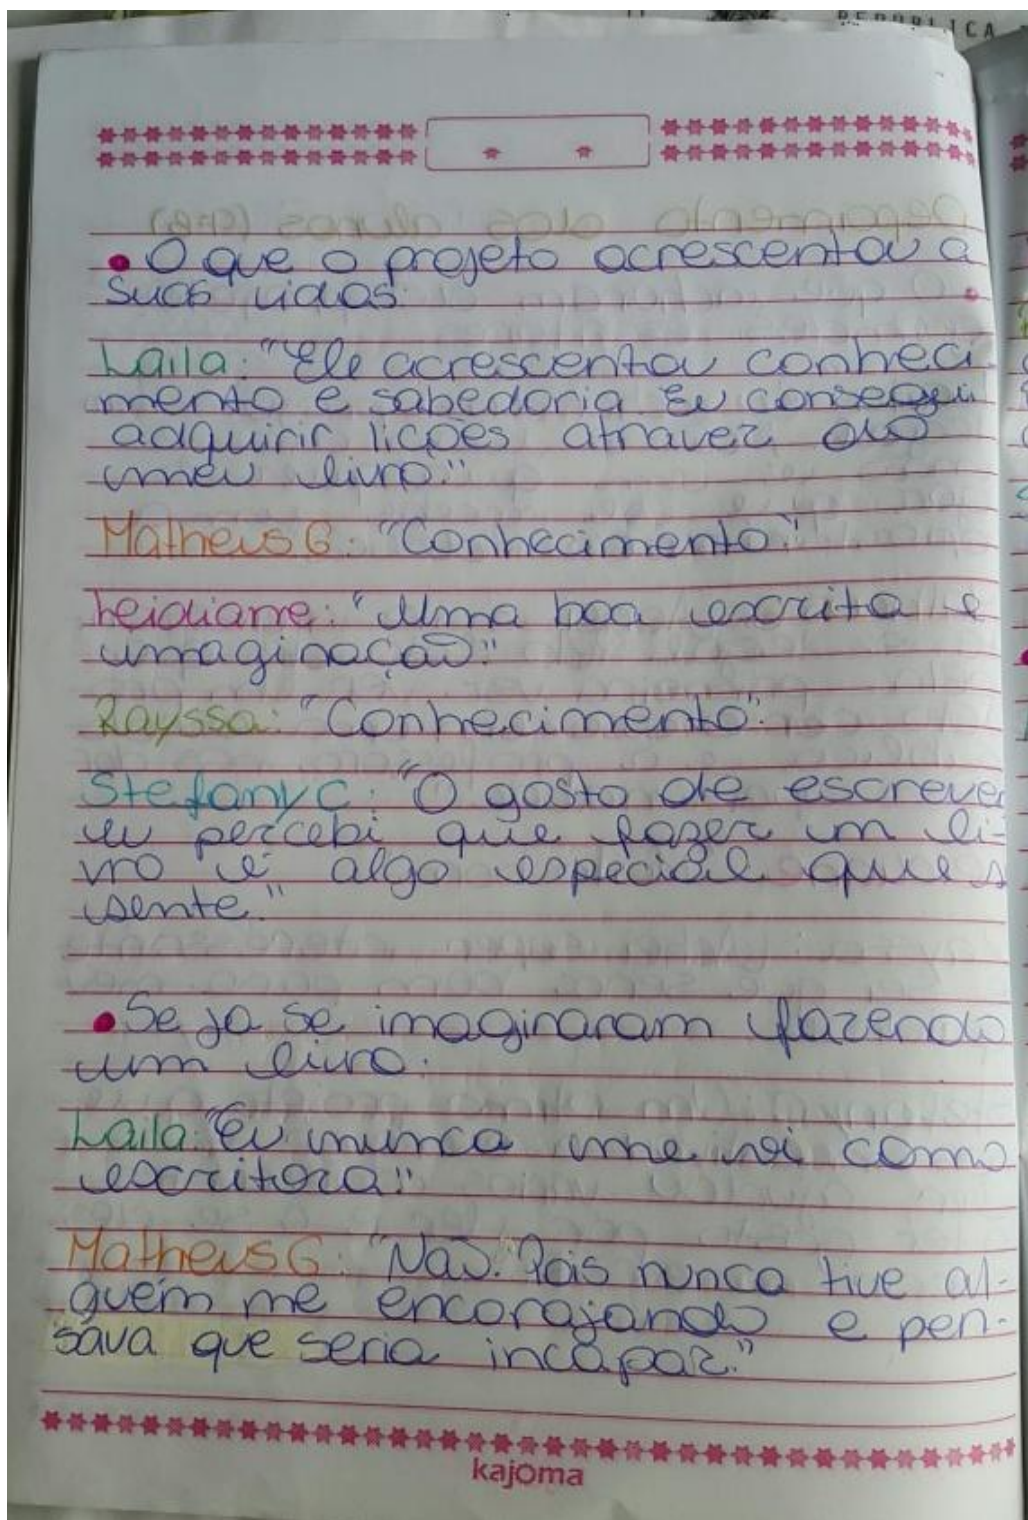 REPÚBLICA
• O que o projeto acrescentou a
suas vidas.
Laila: "Ele acrescentou conheci
mento e sabedoria Eu consegui
adquirir lições atravez do
meu livro."
Matheus G: "Conhecimento."
Leidiane: "Uma boa escrita e
imaginação."
Rayssa: "Conhecimento".
Stefany C: "O gosto de escrever
eu percebi que fazer um li-
vro é algo especial que s
sente."
• Se ja se imaginaram fazendo
um livro.
Laila: "Eu nunca me vi como
escritora."
Matheus G: "Não. Pois nunca tive al-
guém me encorajando e pen-
sava que seria incapaz."
kajoma